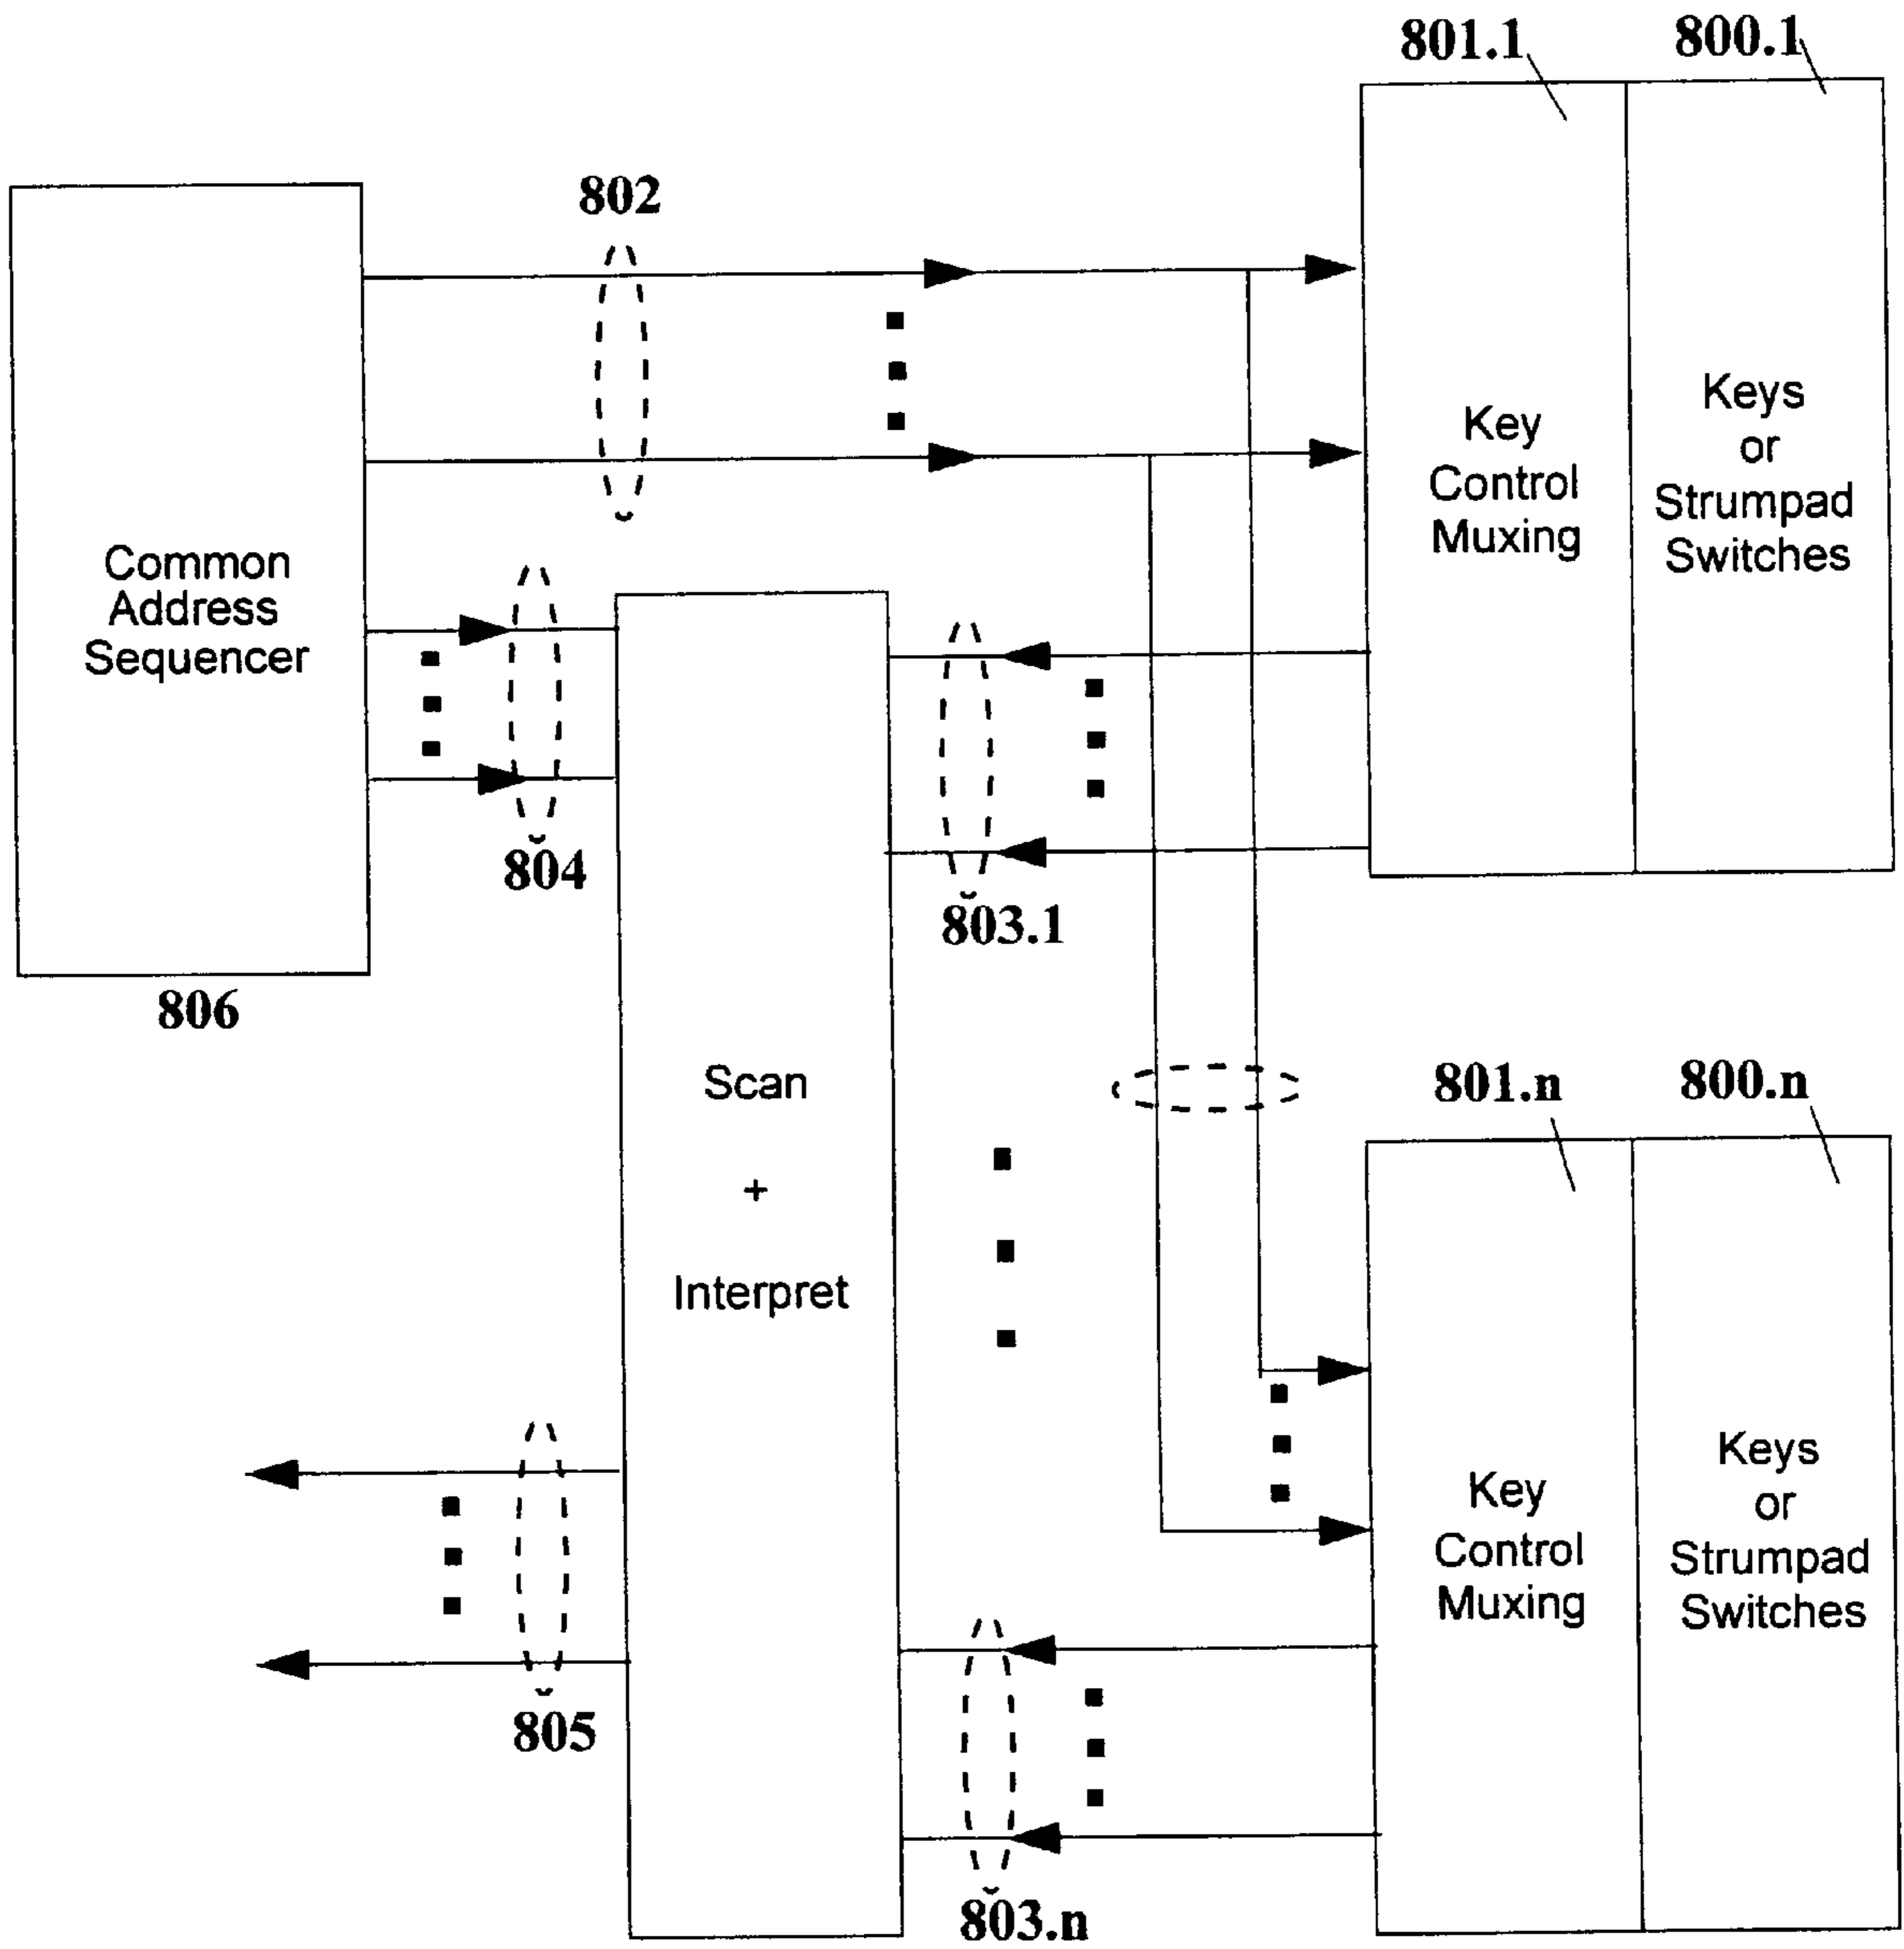 801.1
800.1
802
Key
Control
Muxing
Keys
or
Strumpad
Switches
Common
Address
Sequencer
804
803.1
806
Scan
+
Interpret
801.n
800.n
Key
Control
Muxing
Keys
or
Strumpad
Switches
805
803.n